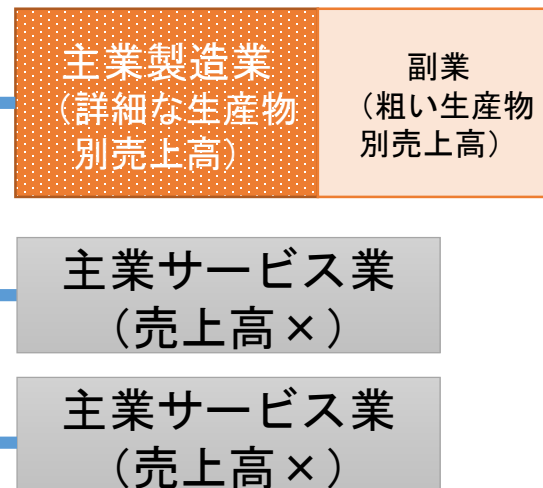 主業製造業
（詳細な生産物
別売上高）
副業
（粗い生産物
別売上高）
主業サービス業
（売上高×）
主業サービス業
（売上高×）